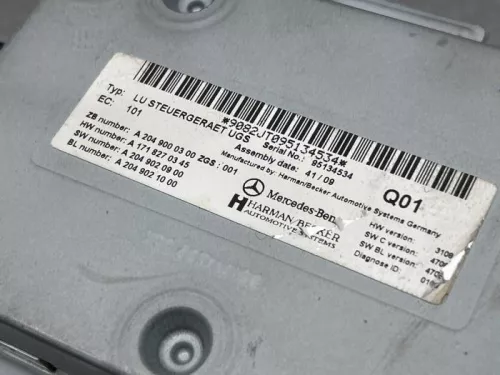 *9082JT095134534*
Typ: LU STEUERGERAET UGS
Serial No.: 95134534
EC: 101
Assembly date: 41/09
Manufactured by: Harman/Becker Automotive Systems Germany
ZB number: A 204 900 03 00 ZGS: 001
HW number: A 171 827 03 45
SW number: A 204 902 09 00
BL number: A 204 902 10 00
Mercedes-Benz
HARMAN/BECKER
AUTOMOTIVE SYSTEMS
Q01
HW version:
SW C version:
SW BL version:
Diagnose ID: